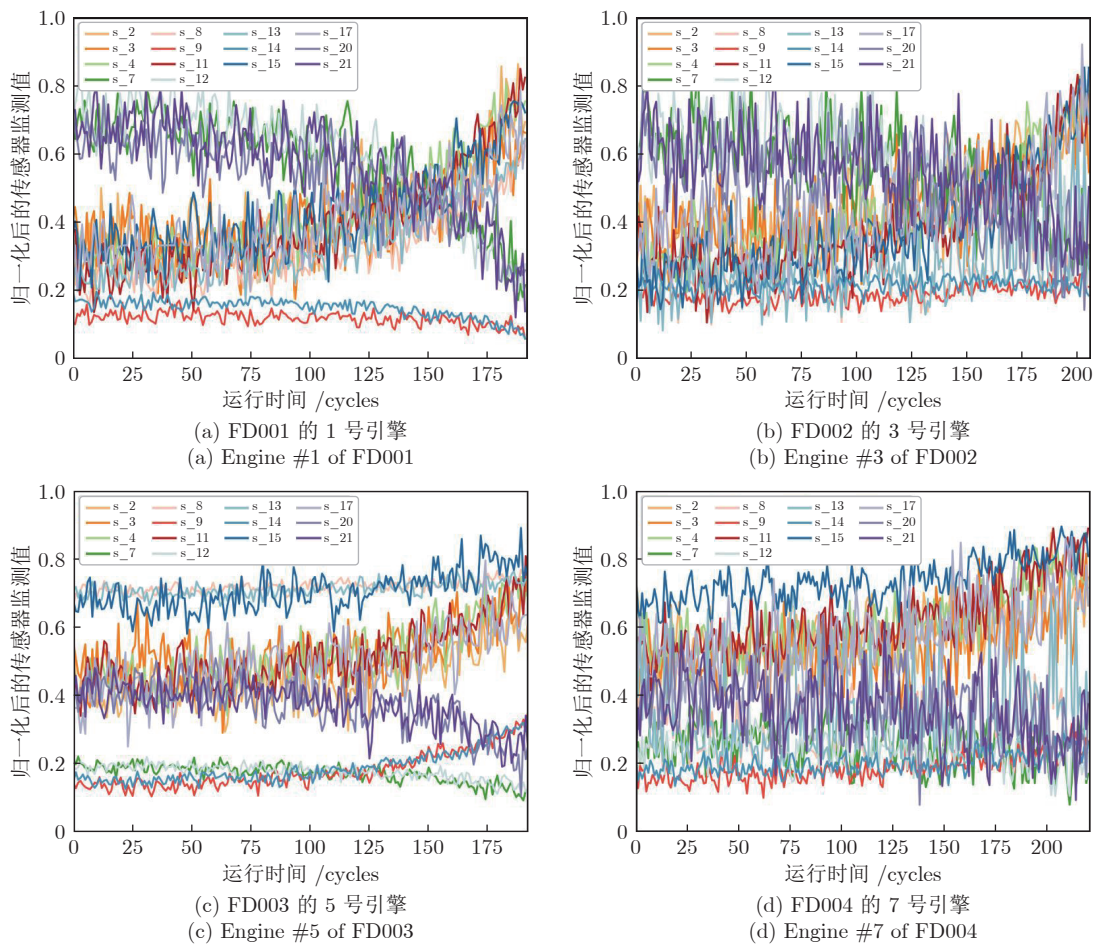 归一化后的传感器监测值
1.0
0.8
0.6
0.4
0.2
0
s_2 s_8 s_13 s_17
s_3 s_9 s_14 s_20
s_4 s_11 s_15 s_21
s_7 s_12
0 25 50 75 100 125 150 175
运行时间 /cycles
(a) FD001 的 1 号引擎
(a) Engine #1 of FD001
归一化后的传感器监测值
1.0
0.8
0.6
0.4
0.2
0
s_2 s_8 s_13 s_17
s_3 s_9 s_14 s_20
s_4 s_11 s_15 s_21
s_7 s_12
0 25 50 75 100 125 150 175 200
运行时间 /cycles
(b) FD002 的 3 号引擎
(b) Engine #3 of FD002
归一化后的传感器监测值
1.0
0.8
0.6
0.4
0.2
0
s_2 s_8 s_13 s_17
s_3 s_9 s_14 s_20
s_4 s_11 s_15 s_21
s_7 s_12
0 25 50 75 100 125 150 175
运行时间 /cycles
(c) FD003 的 5 号引擎
(c) Engine #5 of FD003
归一化后的传感器监测值
1.0
0.8
0.6
0.4
0.2
0
s_2 s_8 s_13 s_17
s_3 s_9 s_14 s_20
s_4 s_11 s_15 s_21
s_7 s_12
0 25 50 75 100 125 150 175 200
运行时间 /cycles
(d) FD004 的 7 号引擎
(d) Engine #7 of FD004